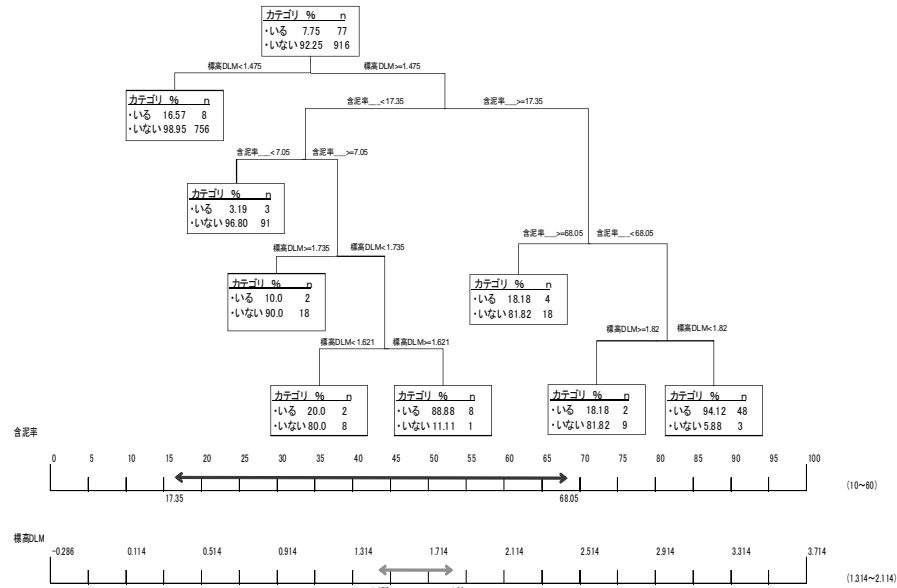 カテゴリ % n
・いる 7.75 77
・いない 92.25 916
標高DLM<1.475
標高DLM>=1.475
カテゴリ % n
・いる 16.57 8
・いない 98.95 756
含泥率___<17.35
含泥率___>=17.35
含泥率___<7.05
含泥率___>=7.05
カテゴリ % n
・いる 3.19 3
・いない 96.80 91
標高DLM>=1.735
標高DLM<1.735
含泥率___>=68.05
含泥率___<68.05
カテゴリ % n
・いる 10.0 2
・いない 90.0 18
カテゴリ % n
・いる 18.18 4
・いない 81.82 18
標高DLM<1.621
標高DLM>=1.621
標高DLM>=1.82
標高DLM<1.82
カテゴリ % n
・いる 20.0 2
・いない 80.0 8
カテゴリ % n
・いる 88.88 8
・いない 11.11 1
カテゴリ % n
・いる 18.18 2
・いない 81.82 9
カテゴリ % n
・いる 94.12 48
・いない 5.88 3
含泥率
0 5 10 15 20 25 30 35 40 45 50 55 60 65 70 75 80 85 90 95 100
(10~60)
17.35 68.05
標高DLM
-0.286 0.114 0.514 0.914 1.314 1.714 2.114 2.514 2.914 3.314 3.714
(1.314~2.114)